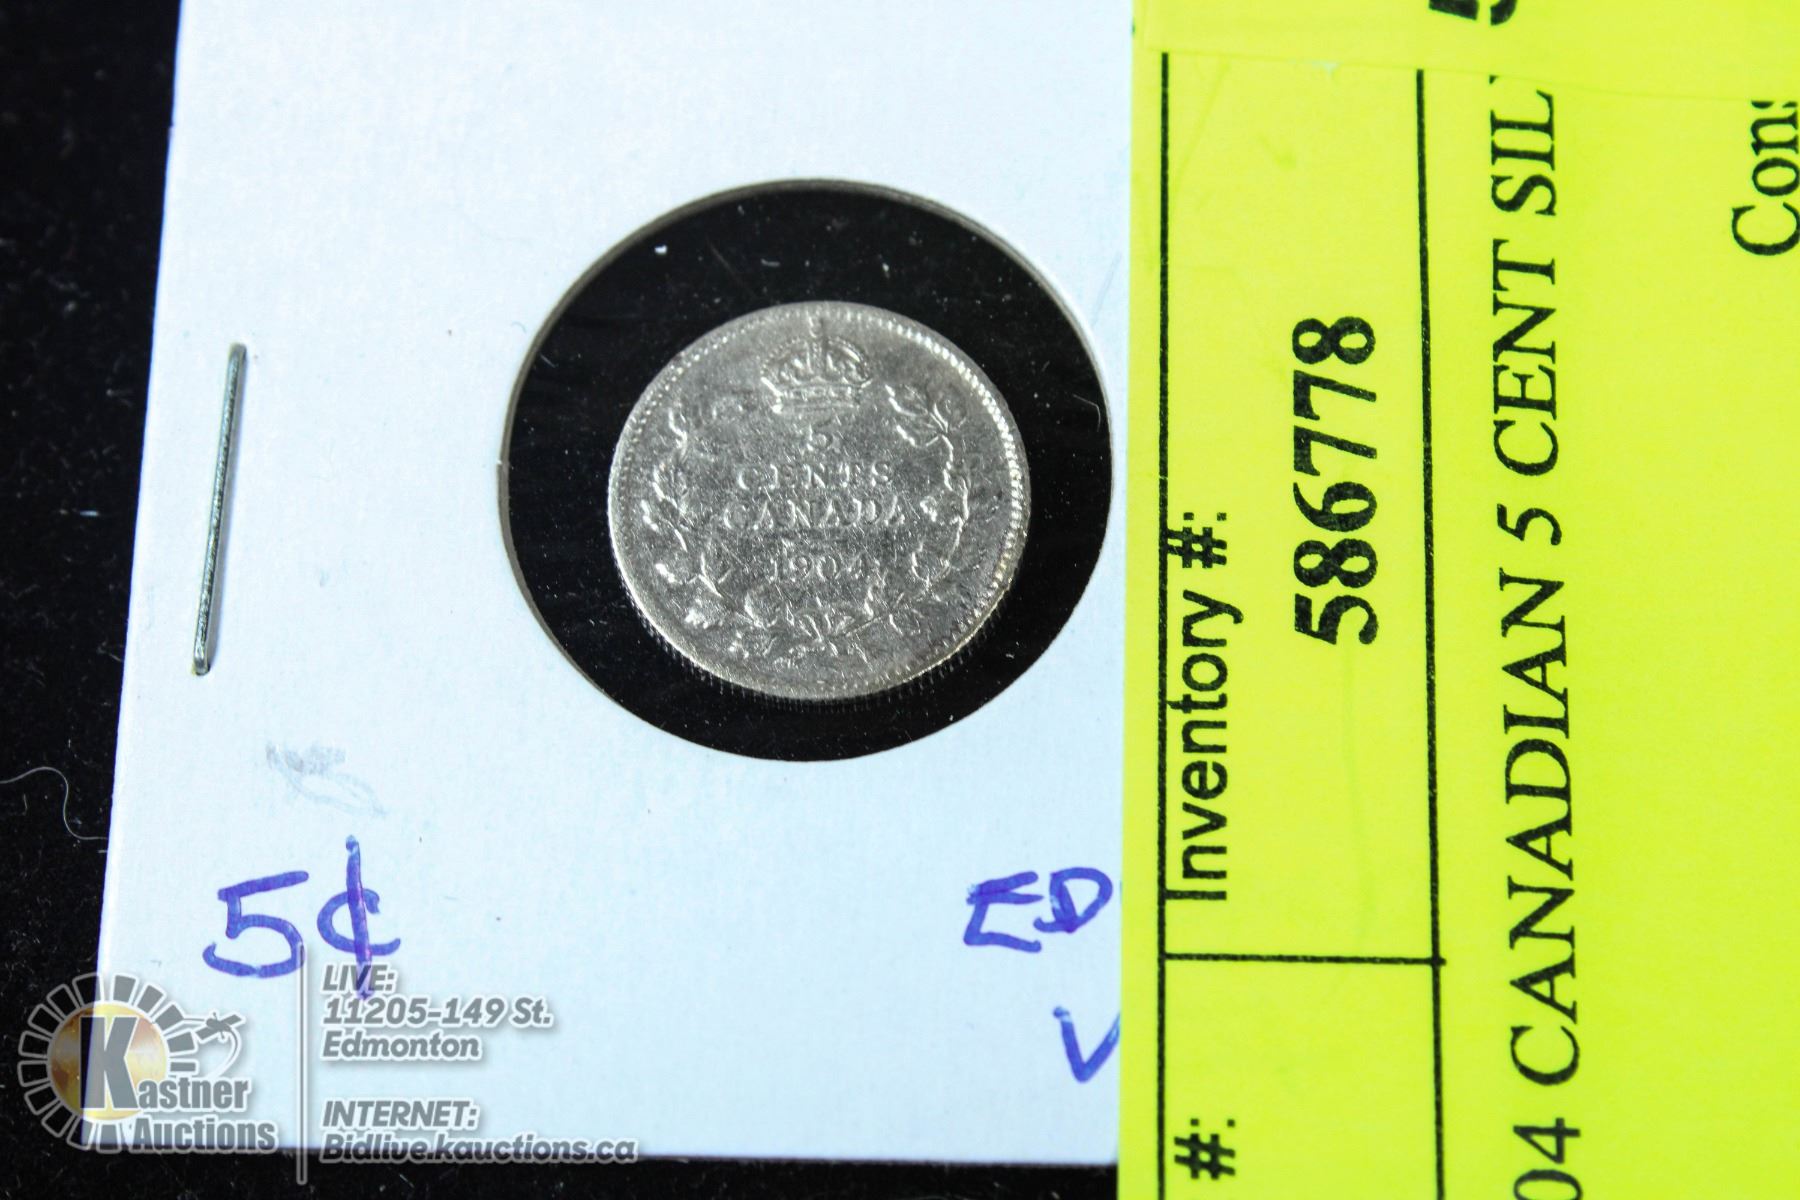 5
CENTS
CANADA
1904
5¢
ED
V
Inventory #:
586778
04 CANADIAN 5 CENT SIL
Con
#:
Kastner
Auctions
LIVE:
11205-149 St.
Edmonton
INTERNET:
Bidlive.kauctions.ca